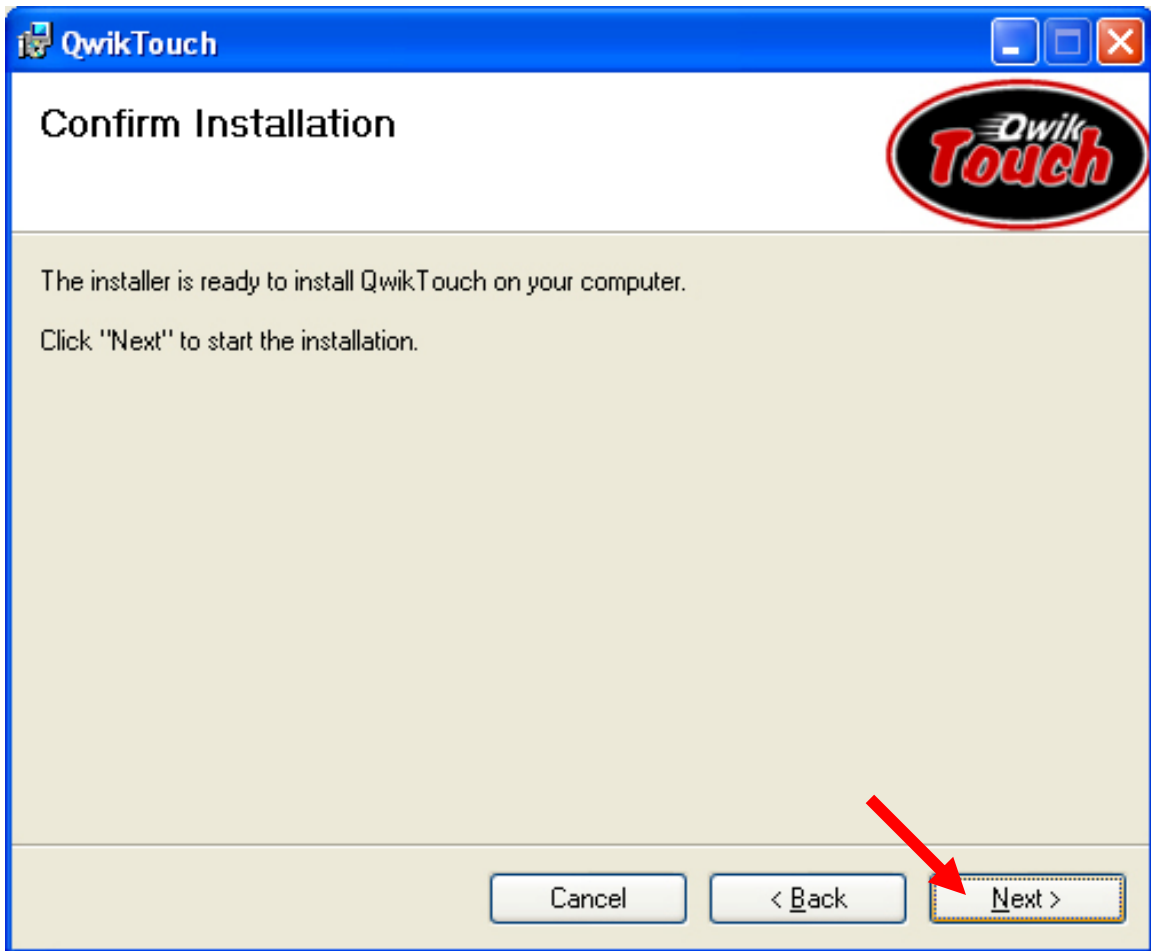 QwikTouch
Confirm Installation
Qwik
Touch
The installer is ready to install QwikTouch on your computer.
Click "Next" to start the installation.
Cancel
< Back
Next >